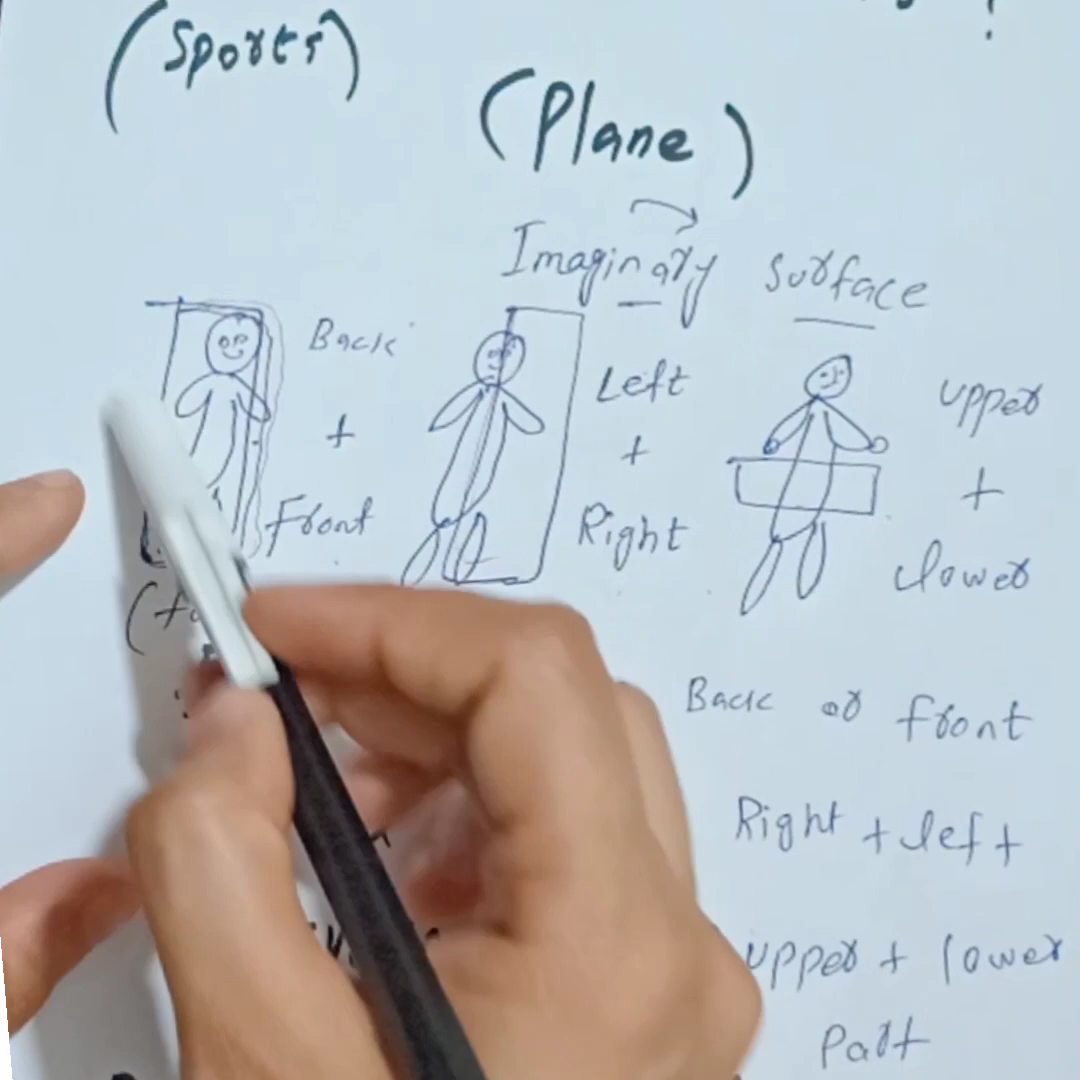 (Sports)
(Plane)
Imaginary surface
Back
+
Front
Left
+
Right
upper
+
lower
Back or front
Right + left +
upper + lower
Part